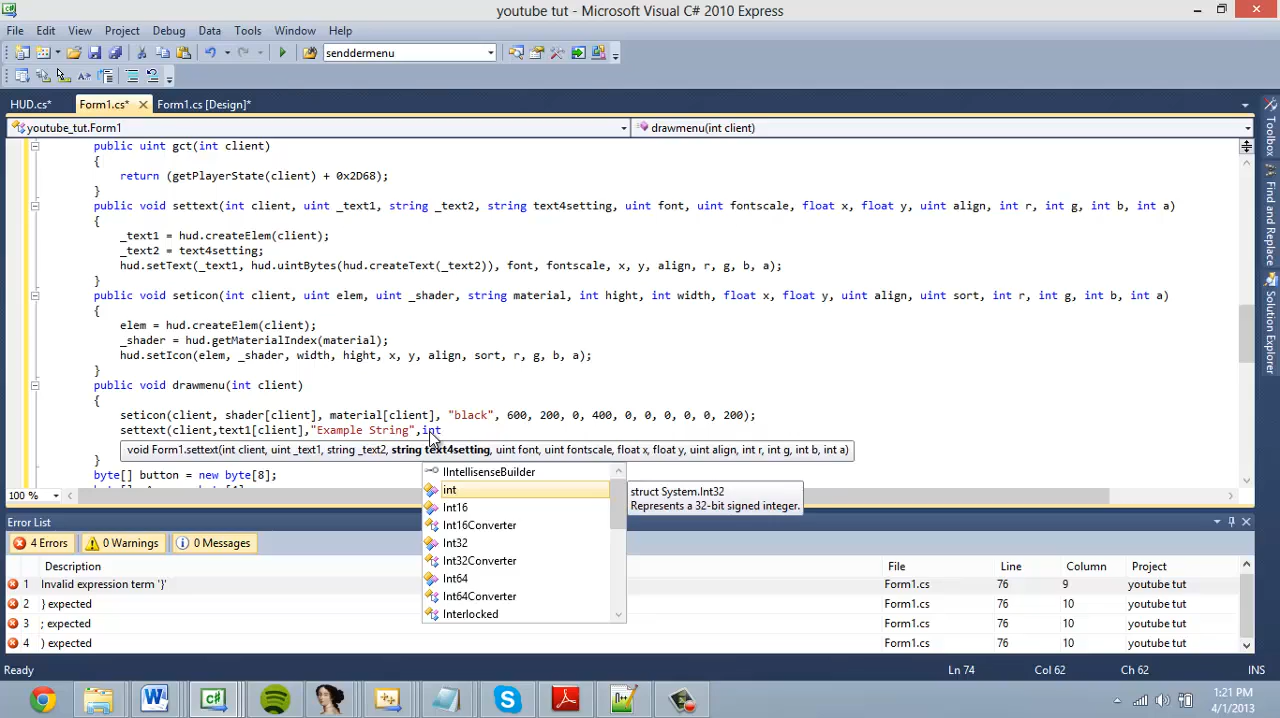 youtube tut - Microsoft Visual C# 2010 Express
File Edit View Project Debug Data Tools Window Help
senddermenu
HUD.cs* Form1.cs* Form1.cs [Design]*
youtube_tut.Form1 drawmenu(int client)
public uint gct(int client)
{
return (getPlayerState(client) + 0x2D68);
}
public void settext(int client, uint _text1, string _text2, string text4setting, uint font, uint fontscale, float x, float y, uint align, int r, int g, int b, int a)
{
_text1 = hud.createElem(client);
_text2 = text4setting;
hud.setText(_text1, hud.uintBytes(hud.createText(_text2)), font, fontscale, x, y, align, r, g, b, a);
}
public void seticon(int client, uint elem, uint _shader, string material, int hight, int width, float x, float y, uint align, uint sort, int r, int g, int b, int a)
{
elem = hud.createElem(client);
_shader = hud.getMaterialIndex(material);
hud.setIcon(elem, _shader, width, hight, x, y, align, sort, r, g, b, a);
}
public void drawmenu(int client)
{
seticon(client, shader[client], material[client], "black", 600, 200, 0, 400, 0, 0, 0, 0, 0, 200);
settext(client,text1[client],"Example String",int
void Form1.settext(int client, uint _text1, string _text2, string text4setting, uint font, uint fontscale, float x, float y, uint align, int r, int g, int b, int a)
}
byte[] button = new byte[8];
IIntellisenseBuilder
int
Int16
Int16Converter
Int32
Int32Converter
Int64
Int64Converter
Interlocked
struct System.Int32
Represents a 32-bit signed integer.
100 %
Error List
4 Errors 0 Warnings 0 Messages
Description File Line Column Project
1 Invalid expression term '}' Form1.cs 76 9 youtube tut
2 } expected Form1.cs 76 10 youtube tut
3 ; expected Form1.cs 76 10 youtube tut
4 ) expected Form1.cs 76 10 youtube tut
Ready Ln 74 Col 62 Ch 62 INS
Toolbox
Find and Replace
Solution Explorer
1:21 PM
4/1/2013